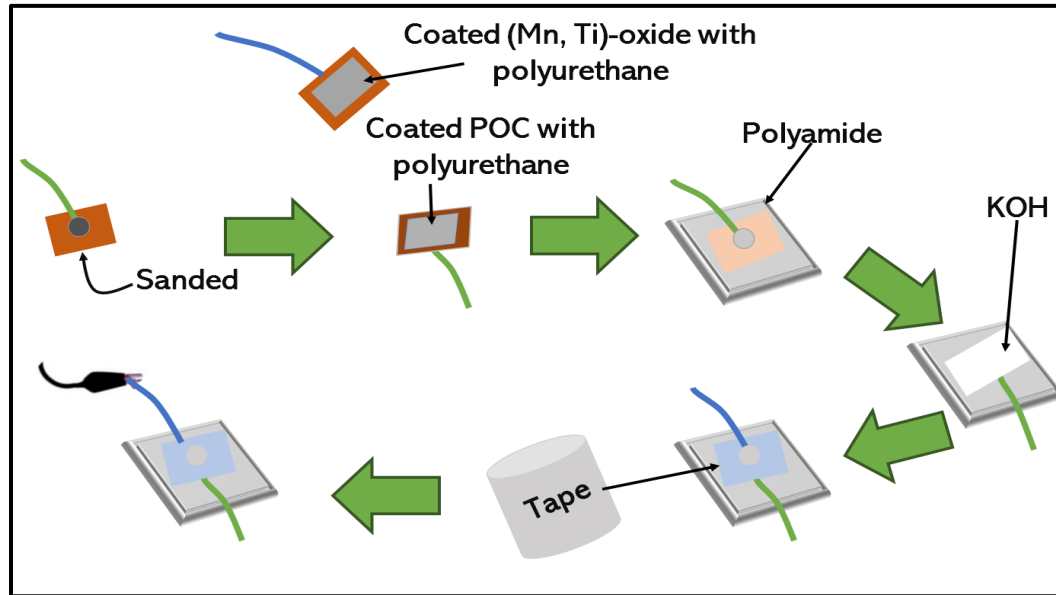 Coated (Mn, Ti)-oxide with
polyurethane
Coated POC with
polyurethane
Polyamide
KOH
Sanded
Tape